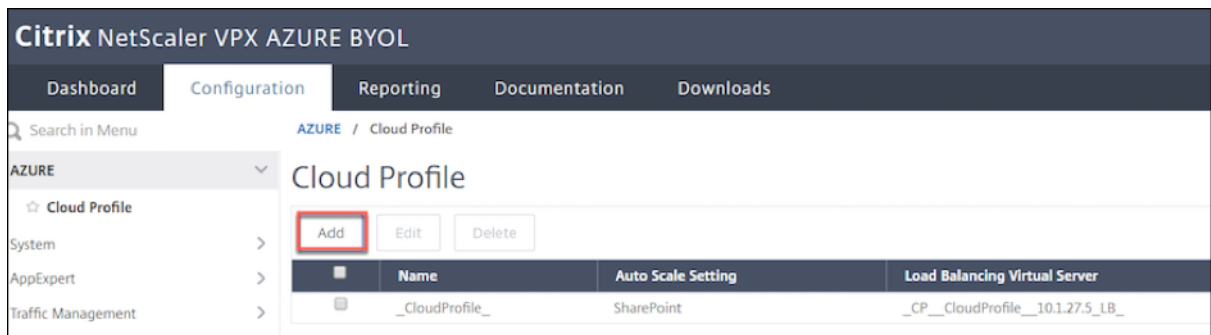 Citrix NetScaler VPX AZURE BYOL
Dashboard Configuration Reporting Documentation Downloads
Search in Menu
AZURE / Cloud Profile
AZURE
Cloud Profile
Cloud Profile
Add Edit Delete
System
Name Auto Scale Setting Load Balancing Virtual Server
AppExpert
_CloudProfile_ SharePoint _CP__CloudProfile__10.1.27.5_LB_
Traffic Management